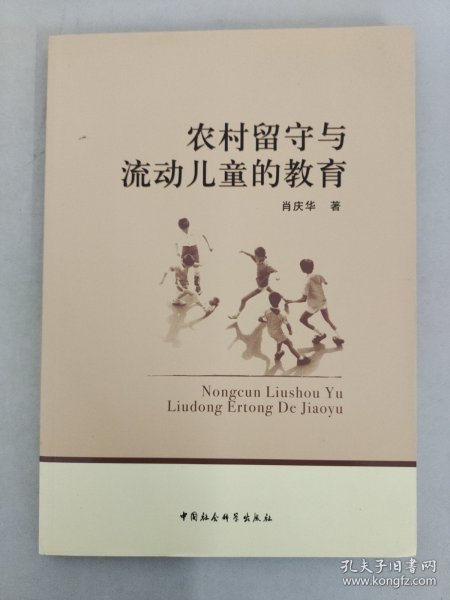 农村留守与
流动儿童的教育
肖庆华 著
Nongcun Liushou Yu
Liudong Ertong De Jiaoyu
中国社会科学出版社
孔夫子旧书网
www.kongfz.com